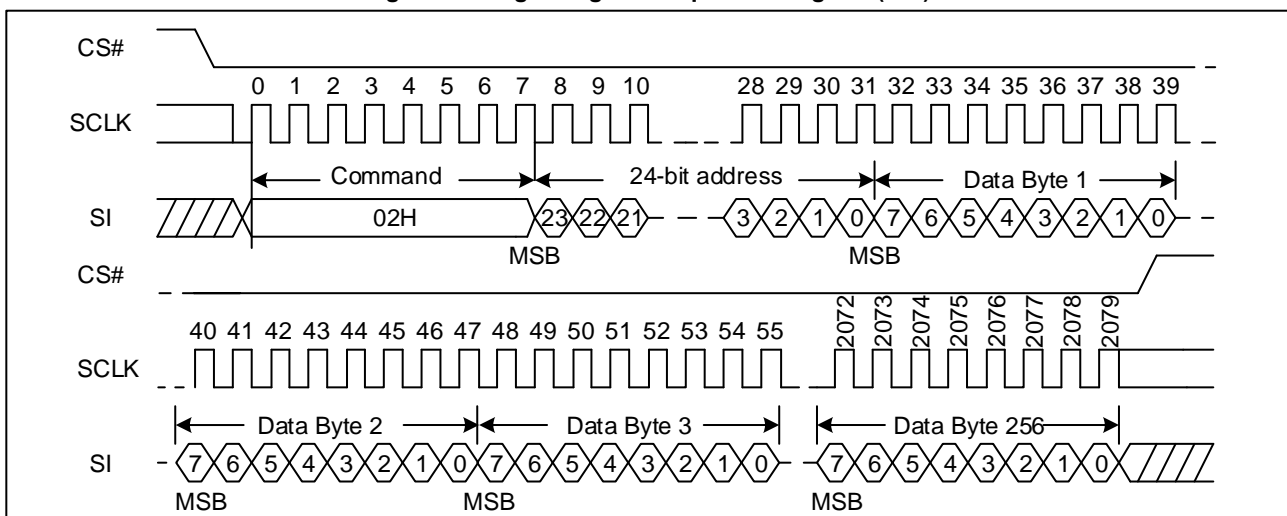 CS#
0 1 2 3 4 5 6 7 8 9 10 28 29 30 31 32 33 34 35 36 37 38 39
SCLK
Command 24-bit address Data Byte 1
SI 02H 23 22 21 3 2 1 0 7 6 5 4 3 2 1 0
MSB MSB
CS#
40 41 42 43 44 45 46 47 48 49 50 51 52 53 54 55 2072 2073 2074 2075 2076 2077 2078 2079
SCLK
Data Byte 2 Data Byte 3 Data Byte 256
SI 7 6 5 4 3 2 1 0 7 6 5 4 3 2 1 0 7 6 5 4 3 2 1 0
MSB MSB MSB